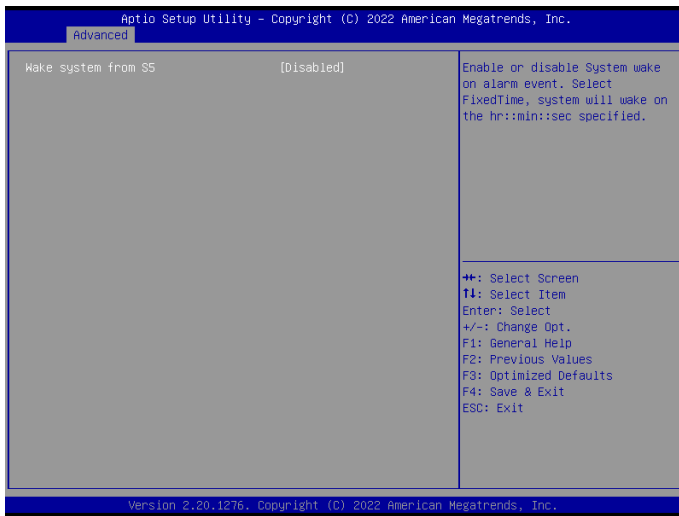 Aptio Setup Utility – Copyright (C) 2022 American Megatrends, Inc.
Advanced
Wake system from S5 [Disabled]
Enable or disable System wake
on alarm event. Select
FixedTime, system will wake on
the hr::min::sec specified.
→←: Select Screen
↑↓: Select Item
Enter: Select
+/-: Change Opt.
F1: General Help
F2: Previous Values
F3: Optimized Defaults
F4: Save & Exit
ESC: Exit
Version 2.20.1276. Copyright (C) 2022 American Megatrends, Inc.